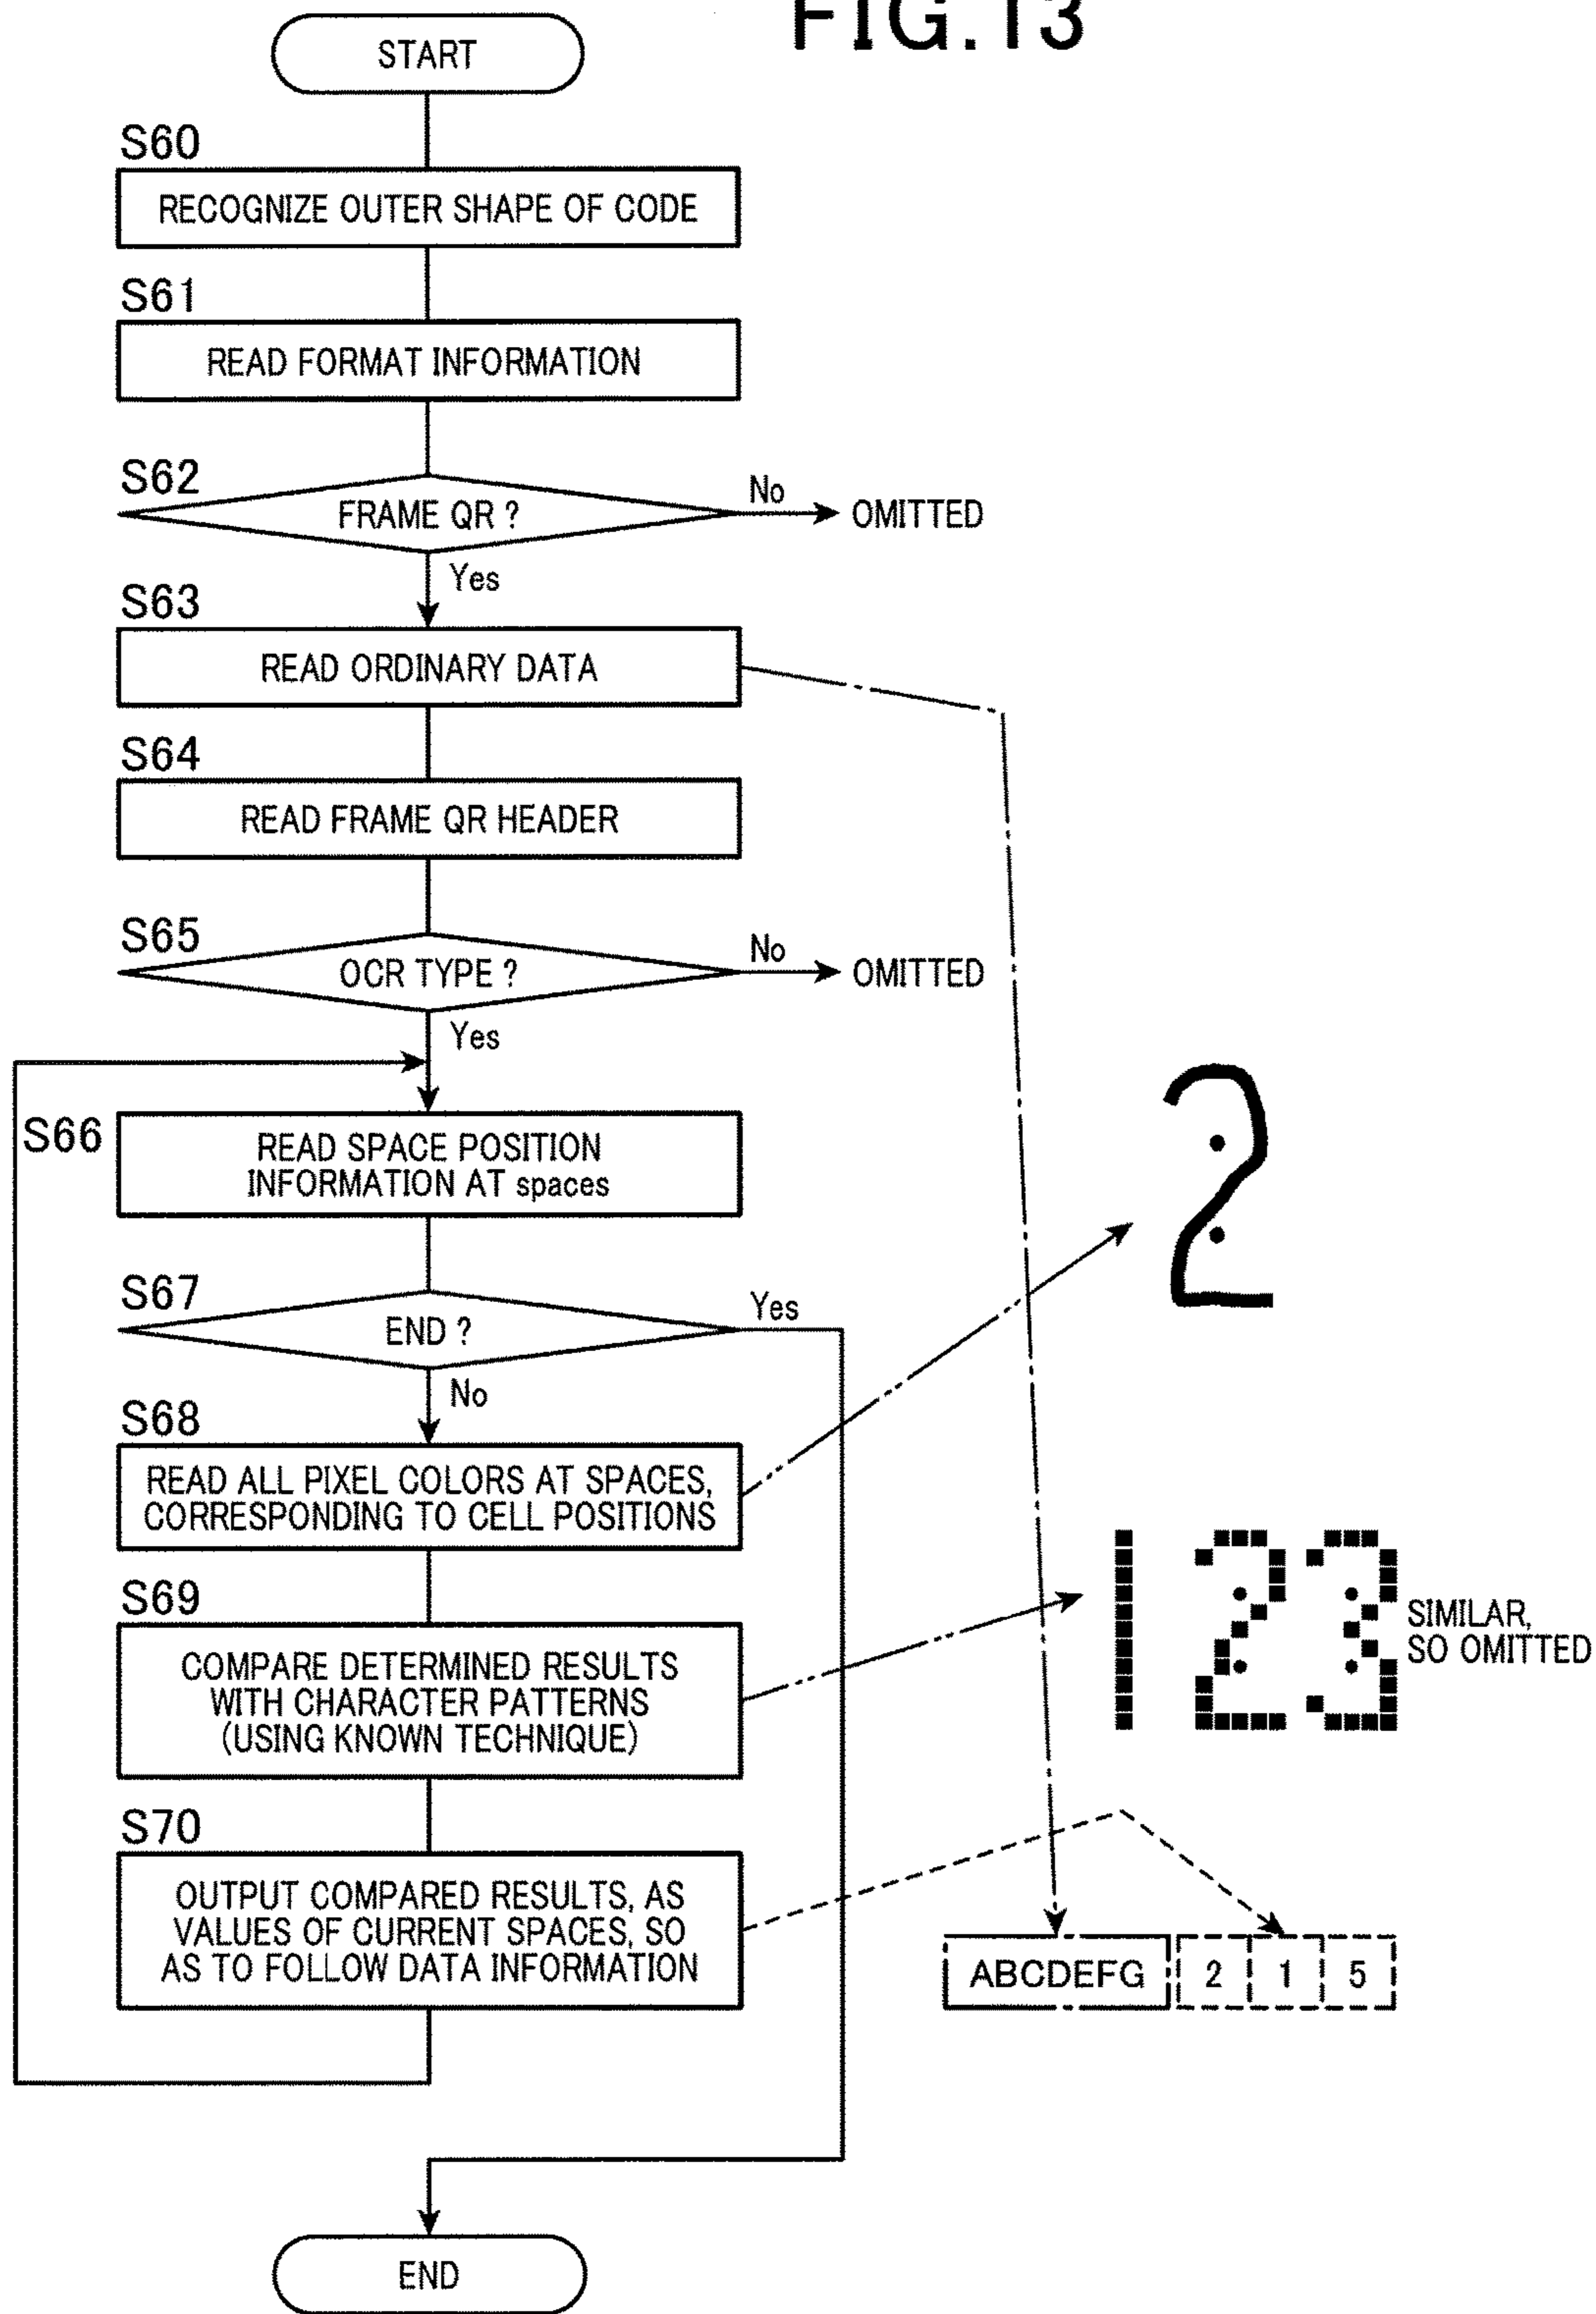 FIG.13
START
S60
RECOGNIZE OUTER SHAPE OF CODE
S61
READ FORMAT INFORMATION
S62
FRAME QR ?
No
OMITTED
Yes
S63
READ ORDINARY DATA
S64
READ FRAME QR HEADER
S65
OCR TYPE ?
No
OMITTED
Yes
S66
READ SPACE POSITION
INFORMATION AT spaces
2
S67
END ?
Yes
No
S68
READ ALL PIXEL COLORS AT SPACES,
CORRESPONDING TO CELL POSITIONS
S69
COMPARE DETERMINED RESULTS
WITH CHARACTER PATTERNS
(USING KNOWN TECHNIQUE)
1 2 3
SIMILAR,
SO OMITTED
S70
OUTPUT COMPARED RESULTS, AS
VALUES OF CURRENT SPACES, SO
AS TO FOLLOW DATA INFORMATION
ABCDEFG 2 1 5
END